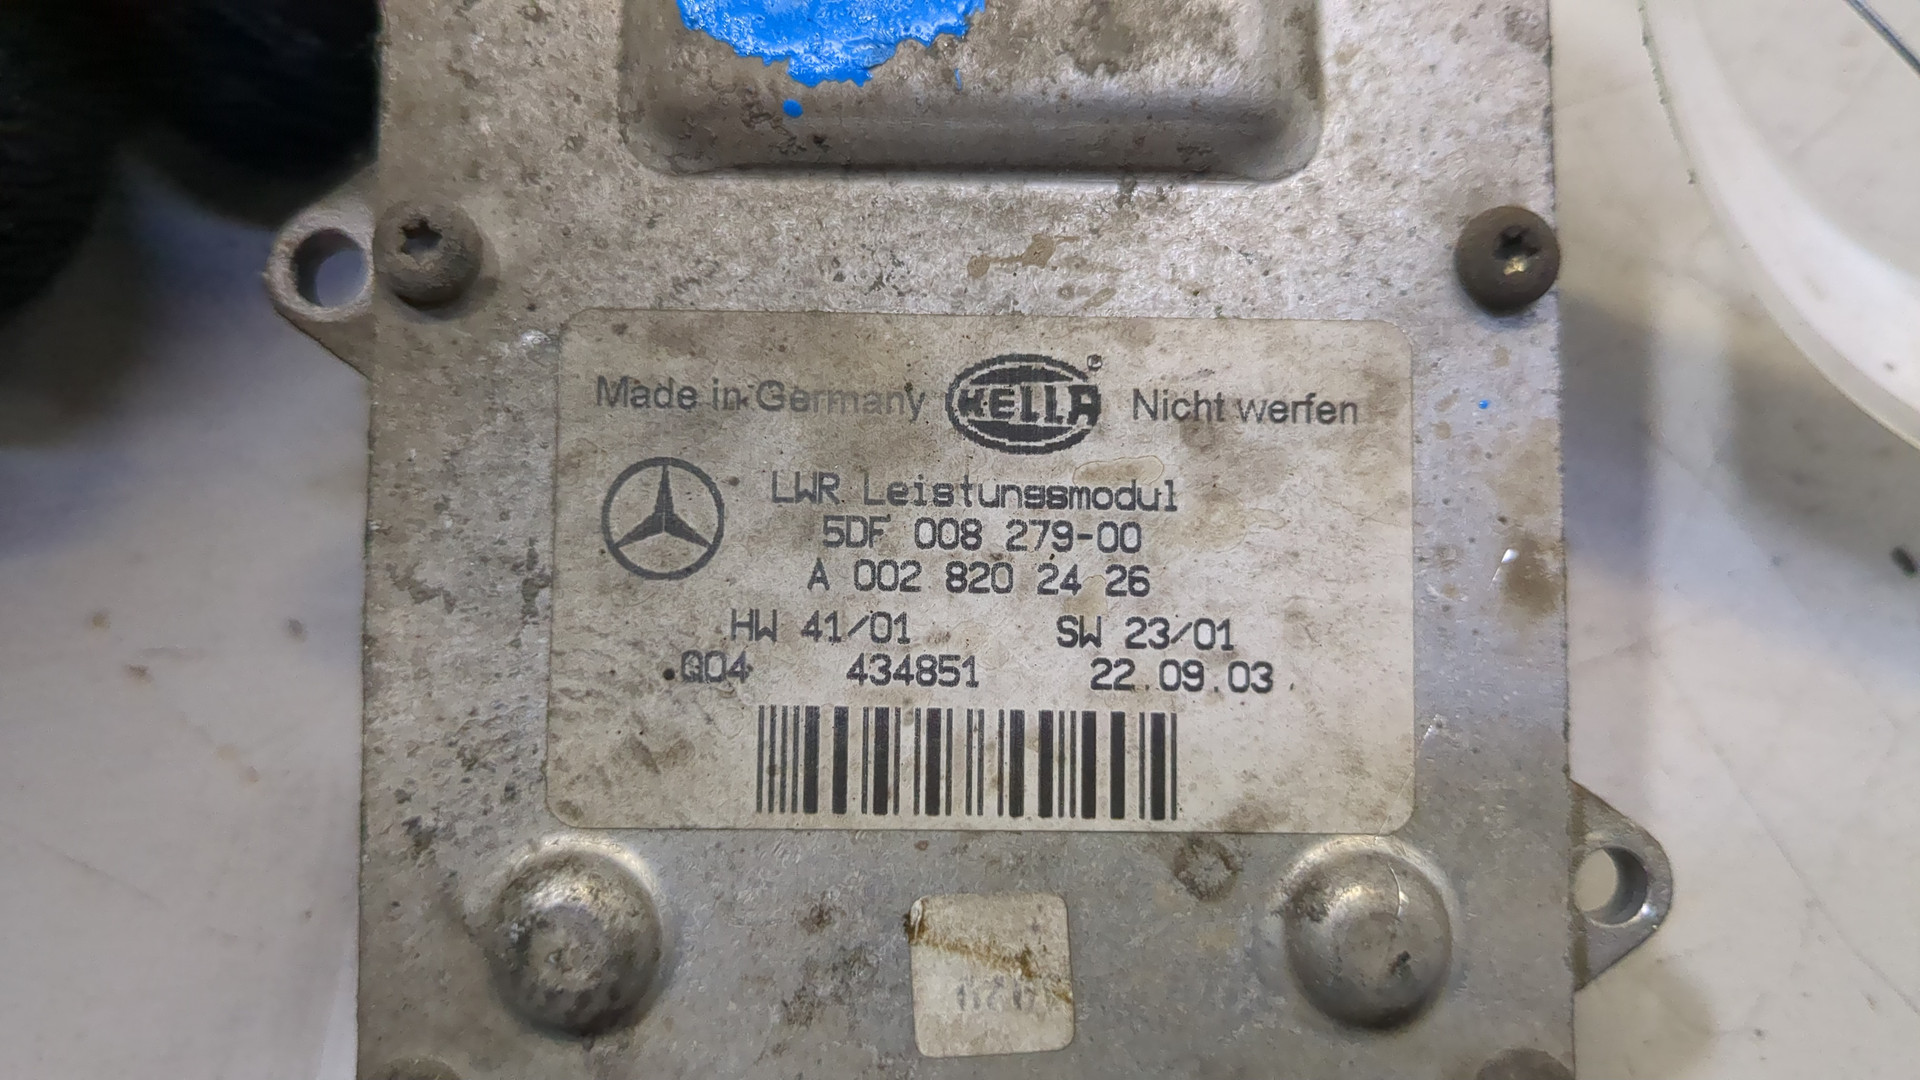 Made in Germany HELLA® Nicht werfen
LWR Leistungsmodul
5DF 008 279-00
A 002 820 24 26
HW 41/01 SW 23/01
Q04 434851 22.09.03